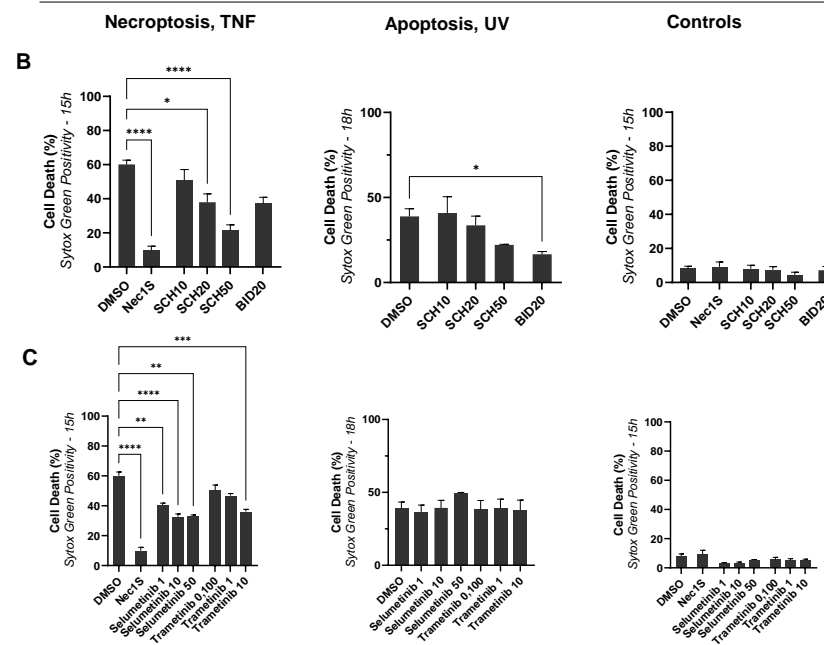 Necroptosis, TNF
Apoptosis, UV
Controls
B
****
*
****
Cell Death (%)
Sytox Green Positivity - 15h
100
80
60
40
20
0
DMSO
Nec1S
SCH10
SCH20
SCH50
BID20
*
Cell Death (%)
Sytox Green Positivity - 18h
100
50
0
DMSO
SCH10
SCH20
SCH50
BID20
Cell Death (%)
Sytox Green Positivity - 15h
100
80
60
40
20
0
DMSO
Nec1S
SCH10
SCH20
SCH50
BID20
C
***
**
****
**
****
Cell Death (%)
Sytox Green Positivity - 15h
100
80
60
40
20
0
DMSO
Nec1S
Selumetinib 1
Selumetinib 10
Selumetinib 50
Trametinib 0,100
Trametinib 1
Trametinib 10
Cell Death (%)
Sytox Green Positivity - 18h
100
50
0
DMSO
Selumetinib 1
Selumetinib 10
Selumetinib 50
Trametinib 0,100
Trametinib 1
Trametinib 10
Cell Death (%)
Sytox Green Positivity - 15h
100
80
60
40
20
0
DMSO
Nec1S
Selumetinib 1
Selumetinib 10
Selumetinib 50
Trametinib 0,100
Trametinib 1
Trametinib 10